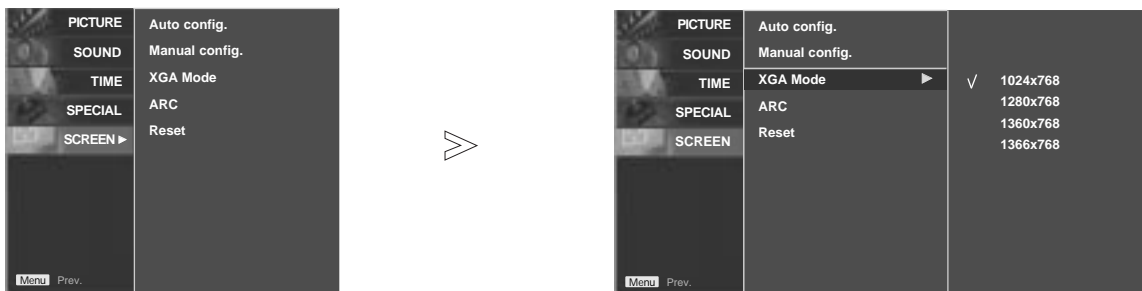 PICTURE
SOUND
TIME
SPECIAL
SCREEN ►
Auto config.
Manual config.
XGA Mode
ARC
Reset
Menu Prev.
PICTURE
SOUND
TIME
SPECIAL
SCREEN
Auto config.
Manual config.
XGA Mode ►
ARC
Reset
√ 1024x768
1280x768
1360x768
1366x768
Menu Prev.